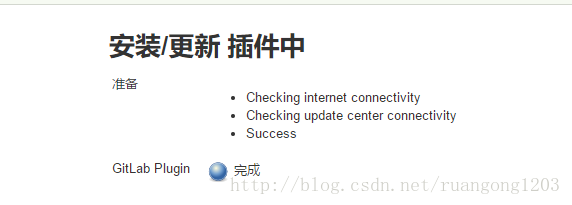 安装/更新 插件中
准备
Checking internet connectivity
Checking update center connectivity
Success
GitLab Plugin 完成
http://blog.csdn.net/ruangong1203